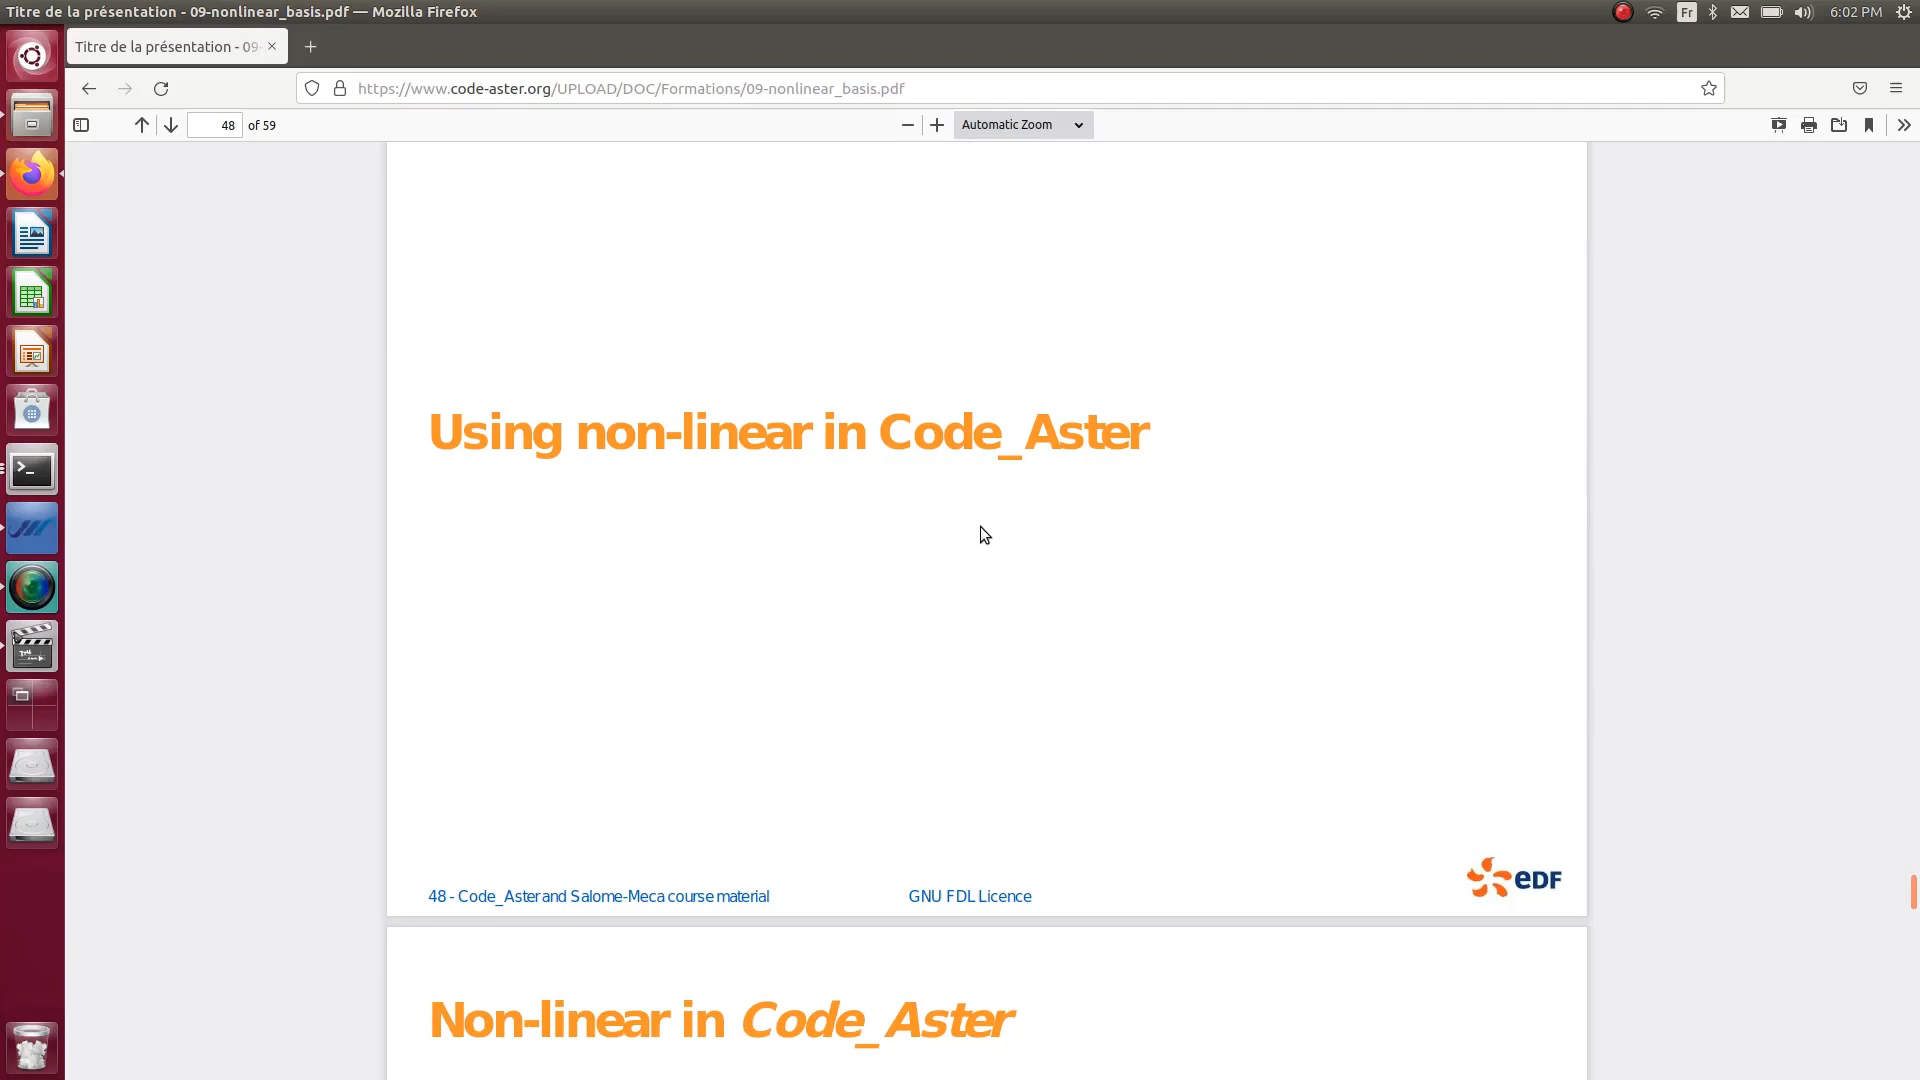 Titre de la présentation - 09-nonlinear_basis.pdf — Mozilla Firefox
Fr
6:02 PM
Titre de la présentation - 09-
https://www.code-aster.org/UPLOAD/DOC/Formations/09-nonlinear_basis.pdf
48 of 59
Automatic Zoom
Using non-linear in Code_Aster
48 - Code_Aster and Salome-Meca course material
GNU FDL Licence
EDF
Non-linear in Code_Aster